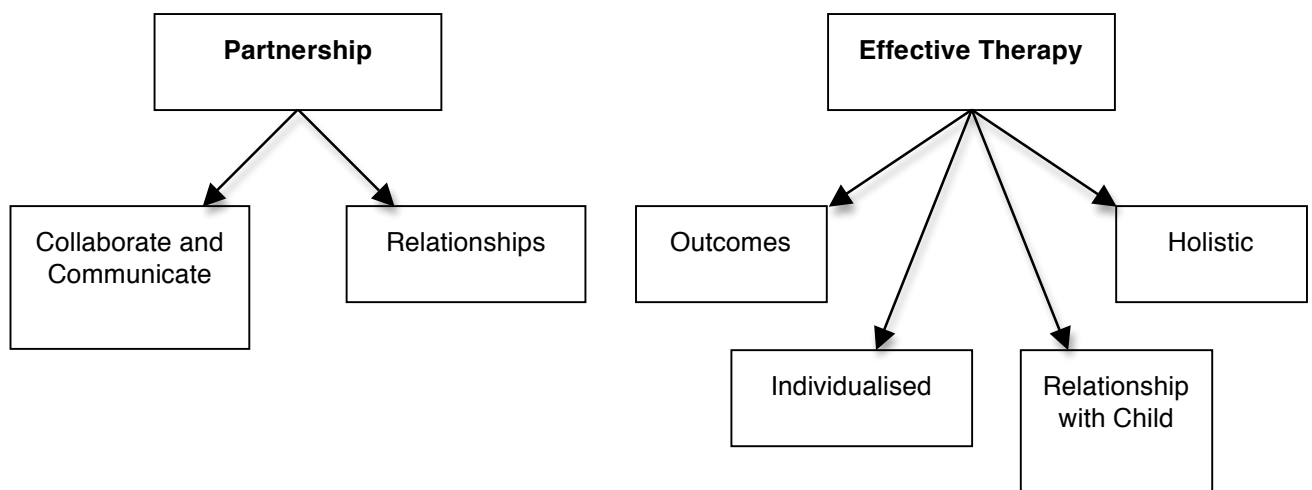 Partnership
Effective Therapy
Collaborate and
Communicate
Relationships
Outcomes
Holistic
Individualised
Relationship
with Child